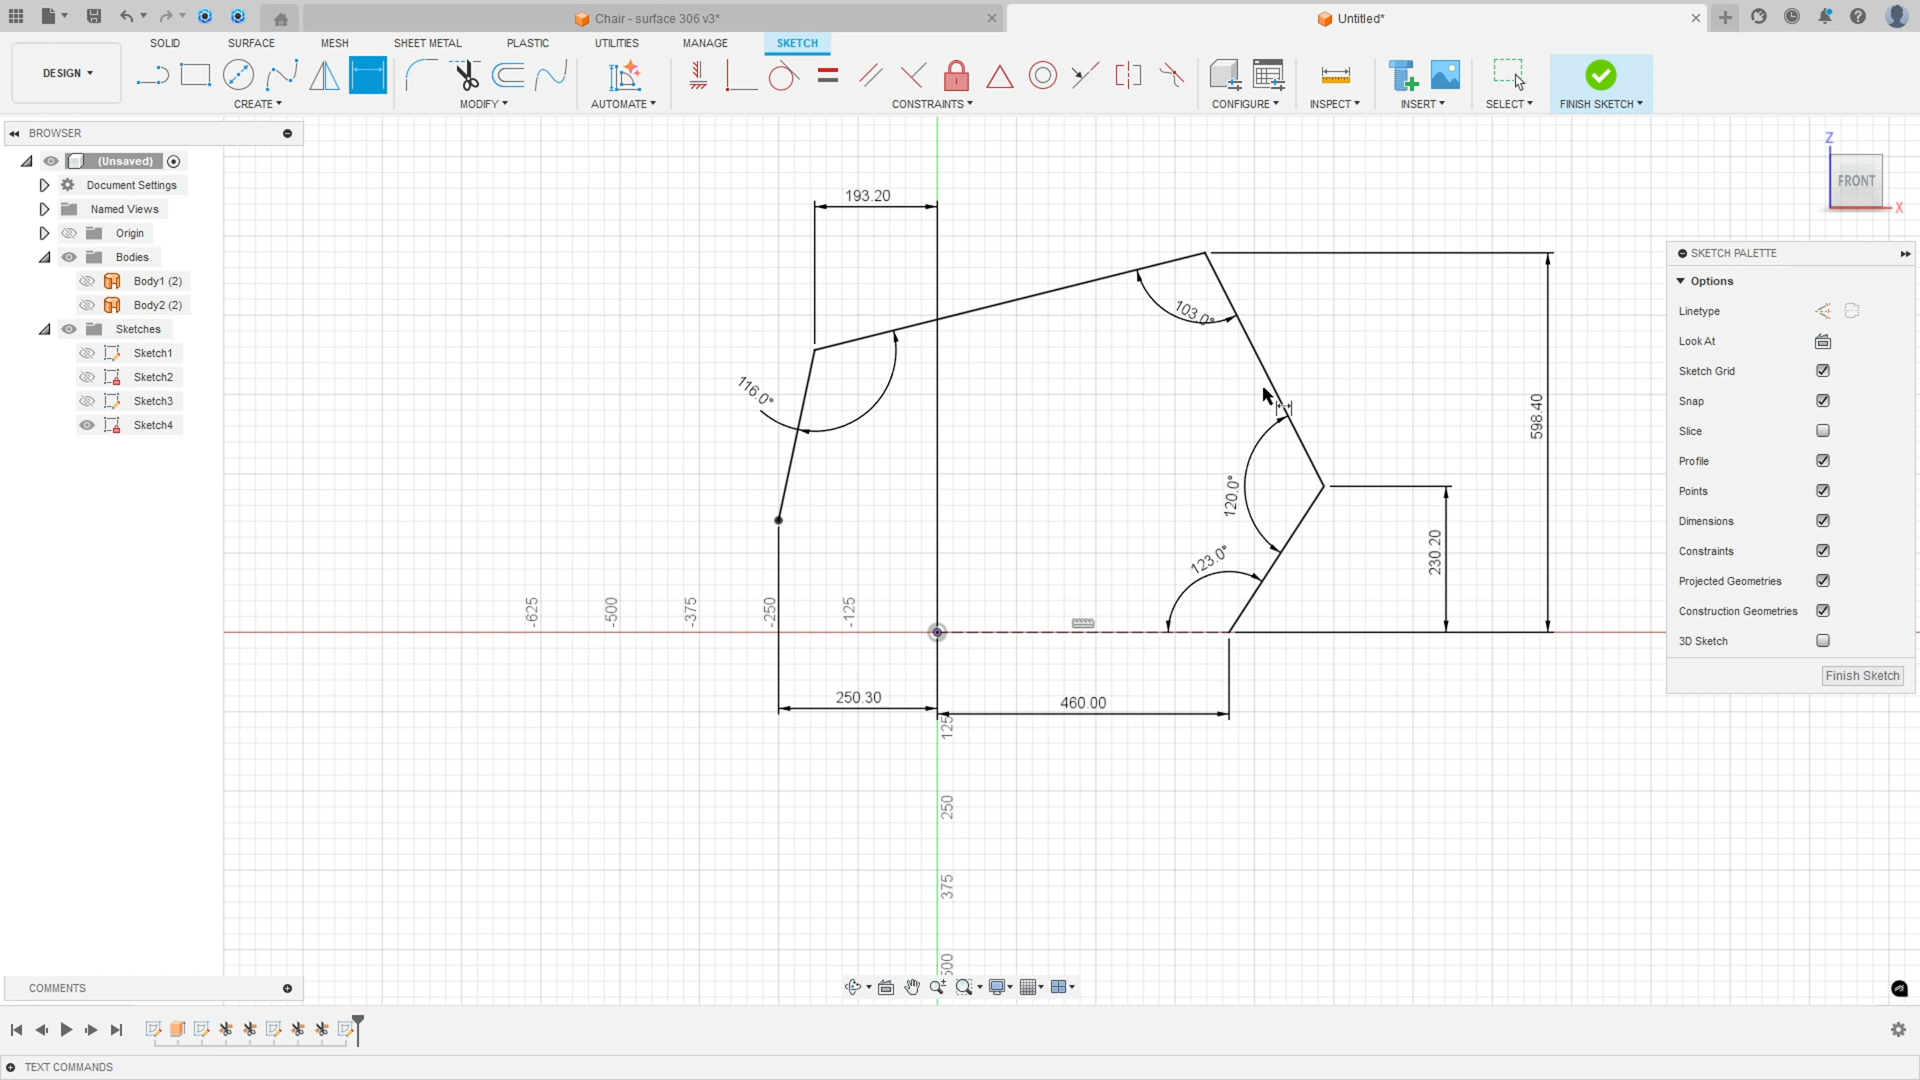 Chair - surface 306 v3*
Untitled*
DESIGN
SOLID
SURFACE
MESH
SHEET METAL
PLASTIC
UTILITIES
MANAGE
SKETCH
CREATE
MODIFY
AUTOMATE
CONSTRAINTS
CONFIGURE
INSPECT
INSERT
SELECT
FINISH SKETCH
BROWSER
(Unsaved)
Document Settings
Named Views
Origin
Bodies
Body1 (2)
Body2 (2)
Sketches
Sketch1
Sketch2
Sketch3
Sketch4
Z
FRONT
X
193.20
103.0°
116.0°
598.40
120.0°
230.20
123.0°
-625
-500
-375
-250
-125
250.30
460.00
125
250
375
500
SKETCH PALETTE
Options
Linetype
Look At
Sketch Grid
Snap
Slice
Profile
Points
Dimensions
Constraints
Projected Geometries
Construction Geometries
3D Sketch
Finish Sketch
COMMENTS
TEXT COMMANDS